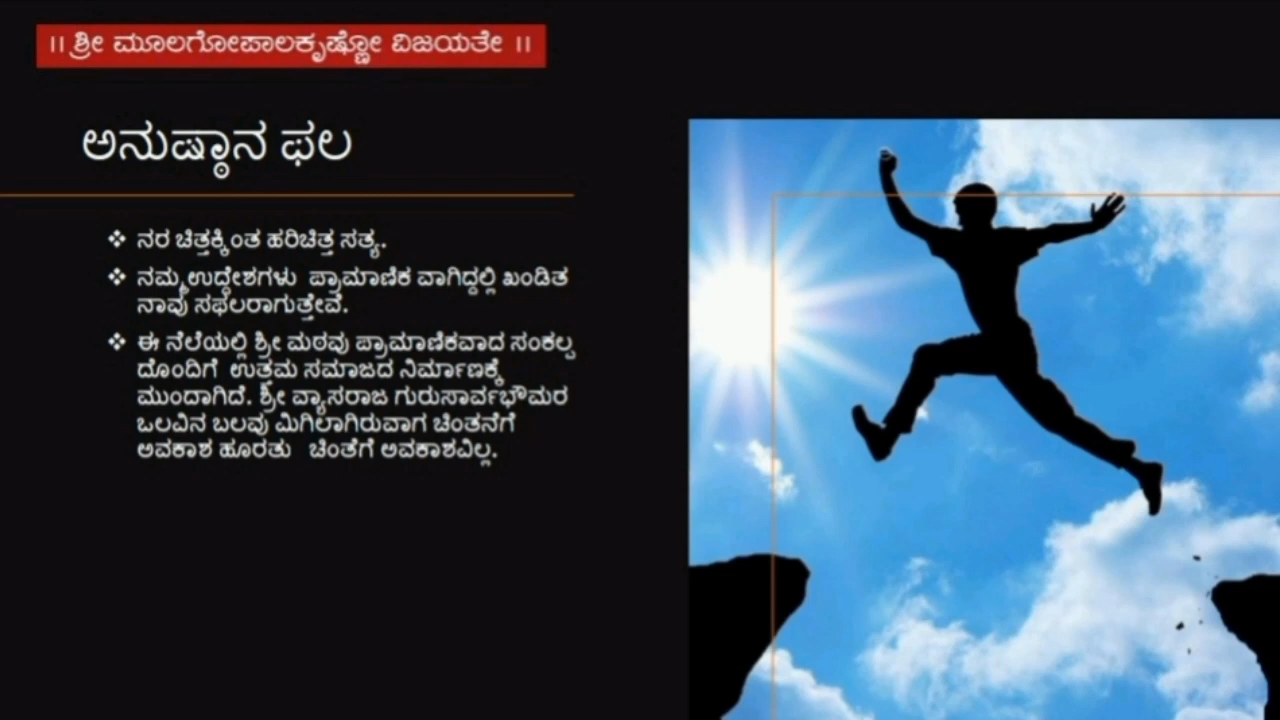 ।। ಶ್ರೀ ಮೂಲಗೋಪಾಲಕೃಷ್ಣೋ ವಿಜಯತೇ ।।
ಅನುಷ್ಠಾನ ಫಲ
❖ ನರ ಚಿತ್ತಕ್ಕಿಂತ ಹರಿಚಿತ್ತ ಸತ್ಯ.
❖ ನಮ್ಮ ಉದ್ದೇಶಗಳು ಪ್ರಾಮಾಣಿಕ ವಾಗಿದ್ದಲ್ಲಿ ಖಂಡಿತ
ನಾವು ಸಫಲರಾಗುತ್ತೇವೆ.
❖ ಈ ನೆಲೆಯಲ್ಲಿ ಶ್ರೀ ಮಠವು ಪ್ರಾಮಾಣಿಕವಾದ ಸಂಕಲ್ಪ
ದೊಂದಿಗೆ ಉತ್ತಮ ಸಮಾಜದ ನಿರ್ಮಾಣಕ್ಕೆ
ಮುಂದಾಗಿದೆ. ಶ್ರೀ ವ್ಯಾಸರಾಜ ಗುರುಸಾರ್ವಭೌಮರ
ಒಲವಿನ ಬಲವು ಮಿಗಿಲಾಗಿರುವಾಗ ಚಿಂತನೆಗೆ
ಅವಕಾಶ ಹೂರತು ಚಿಂತೆಗೆ ಅವಕಾಶವಿಲ್ಲ.